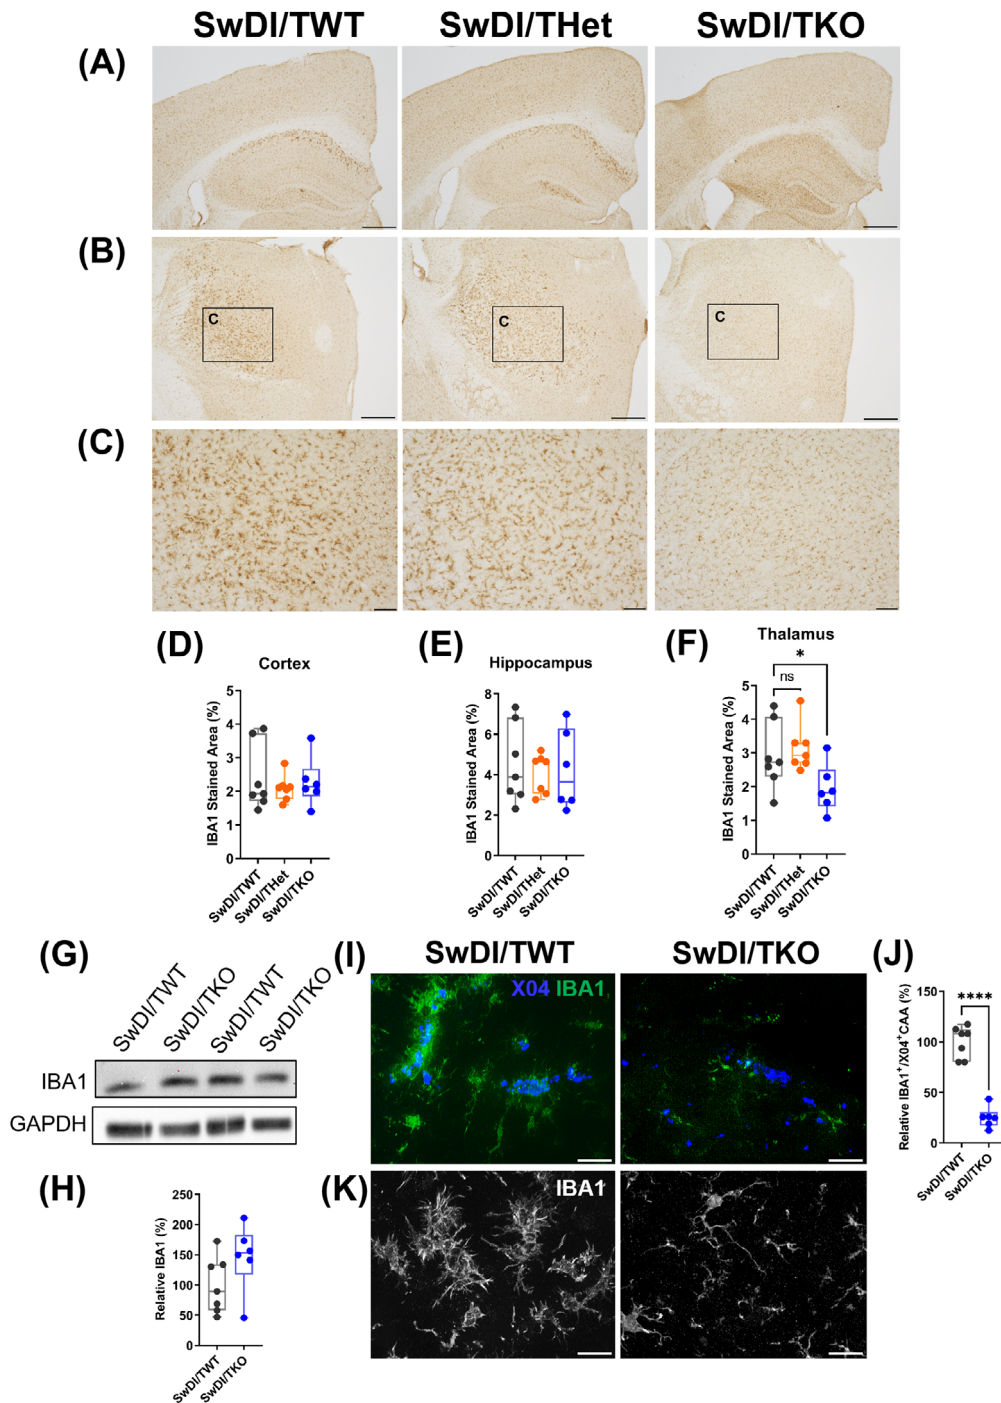 SwDI/TWT SwDI/THet SwDI/TKO
(A)
(B)
C C C
(C)
(D) (E) (F)
Cortex
Hippocampus
Thalamus
IBA1 Stained Area (%)
5
4
3
2
1
0
SwDI/TWT
SwDI/THet
SwDI/TKO
IBA1 Stained Area (%)
8
6
4
2
0
SwDI/TWT
SwDI/THet
SwDI/TKO
*
ns
IBA1 Stained Area (%)
5
4
3
2
1
0
SwDI/TWT
SwDI/THet
SwDI/TKO
(G)
SwDI/TWT
SwDI/TKO
SwDI/TWT
SwDI/TKO
IBA1
GAPDH
(H)
Relative IBA1 (%)
250
200
150
100
50
0
SwDI/TWT
SwDI/TKO
(I)
SwDI/TWT SwDI/TKO
X04 IBA1
(J)
Relative IBA1⁺/X04⁺CAA (%)
150
100
50
0
****
SwDI/TWT
SwDI/TKO
(K)
IBA1